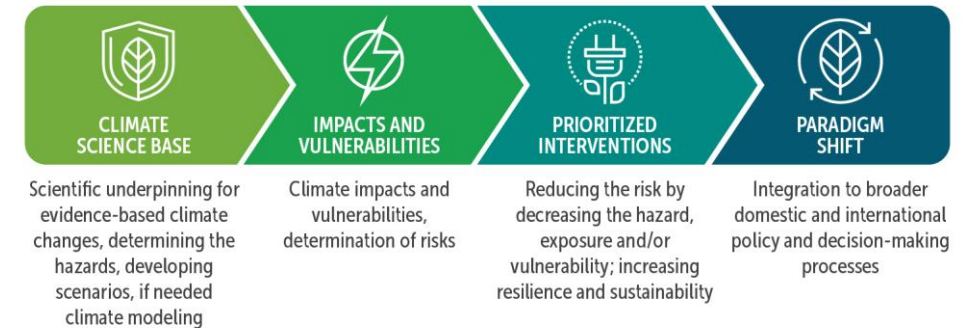 CLIMATE
SCIENCE BASE
Scientific underpinning for
evidence-based climate
changes, determining the
hazards, developing
scenarios, if needed
climate modeling
IMPACTS AND
VULNERABILITIES
Climate impacts and
vulnerabilities,
determination of risks
PRIORITIZED
INTERVENTIONS
Reducing the risk by
decreasing the hazard,
exposure and/or
vulnerability; increasing
resilience and sustainability
PARADIGM
SHIFT
Integration to broader
domestic and international
policy and decision-making
processes